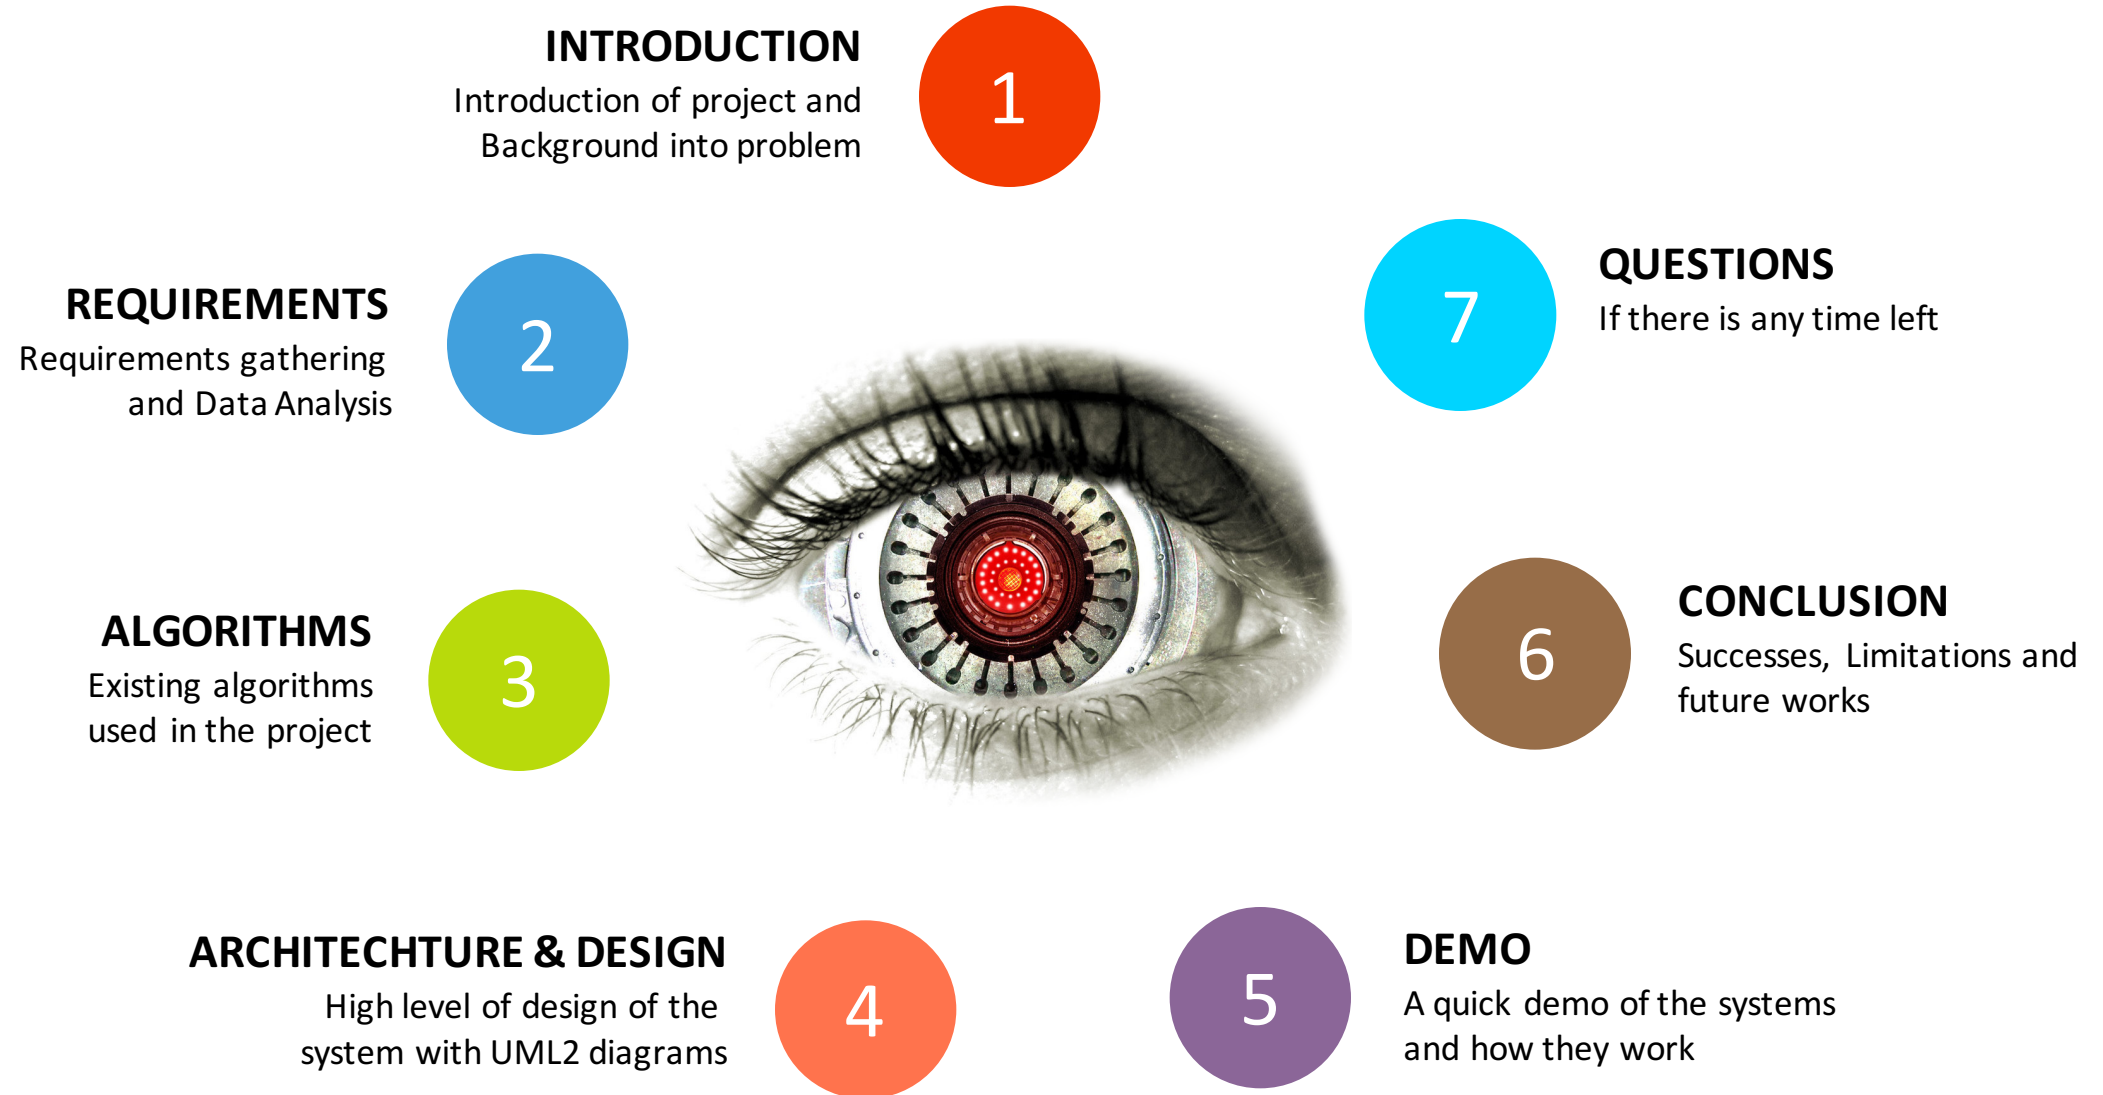 INTRODUCTION
Introduction of project and
Background into problem
1
REQUIREMENTS
Requirements gathering
and Data Analysis
2
ALGORITHMS
Existing algorithms
used in the project
3
ARCHITECHTURE & DESIGN
High level of design of the
system with UML2 diagrams
4
5
DEMO
A quick demo of the systems
and how they work
6
CONCLUSION
Successes, Limitations and
future works
7
QUESTIONS
If there is any time left